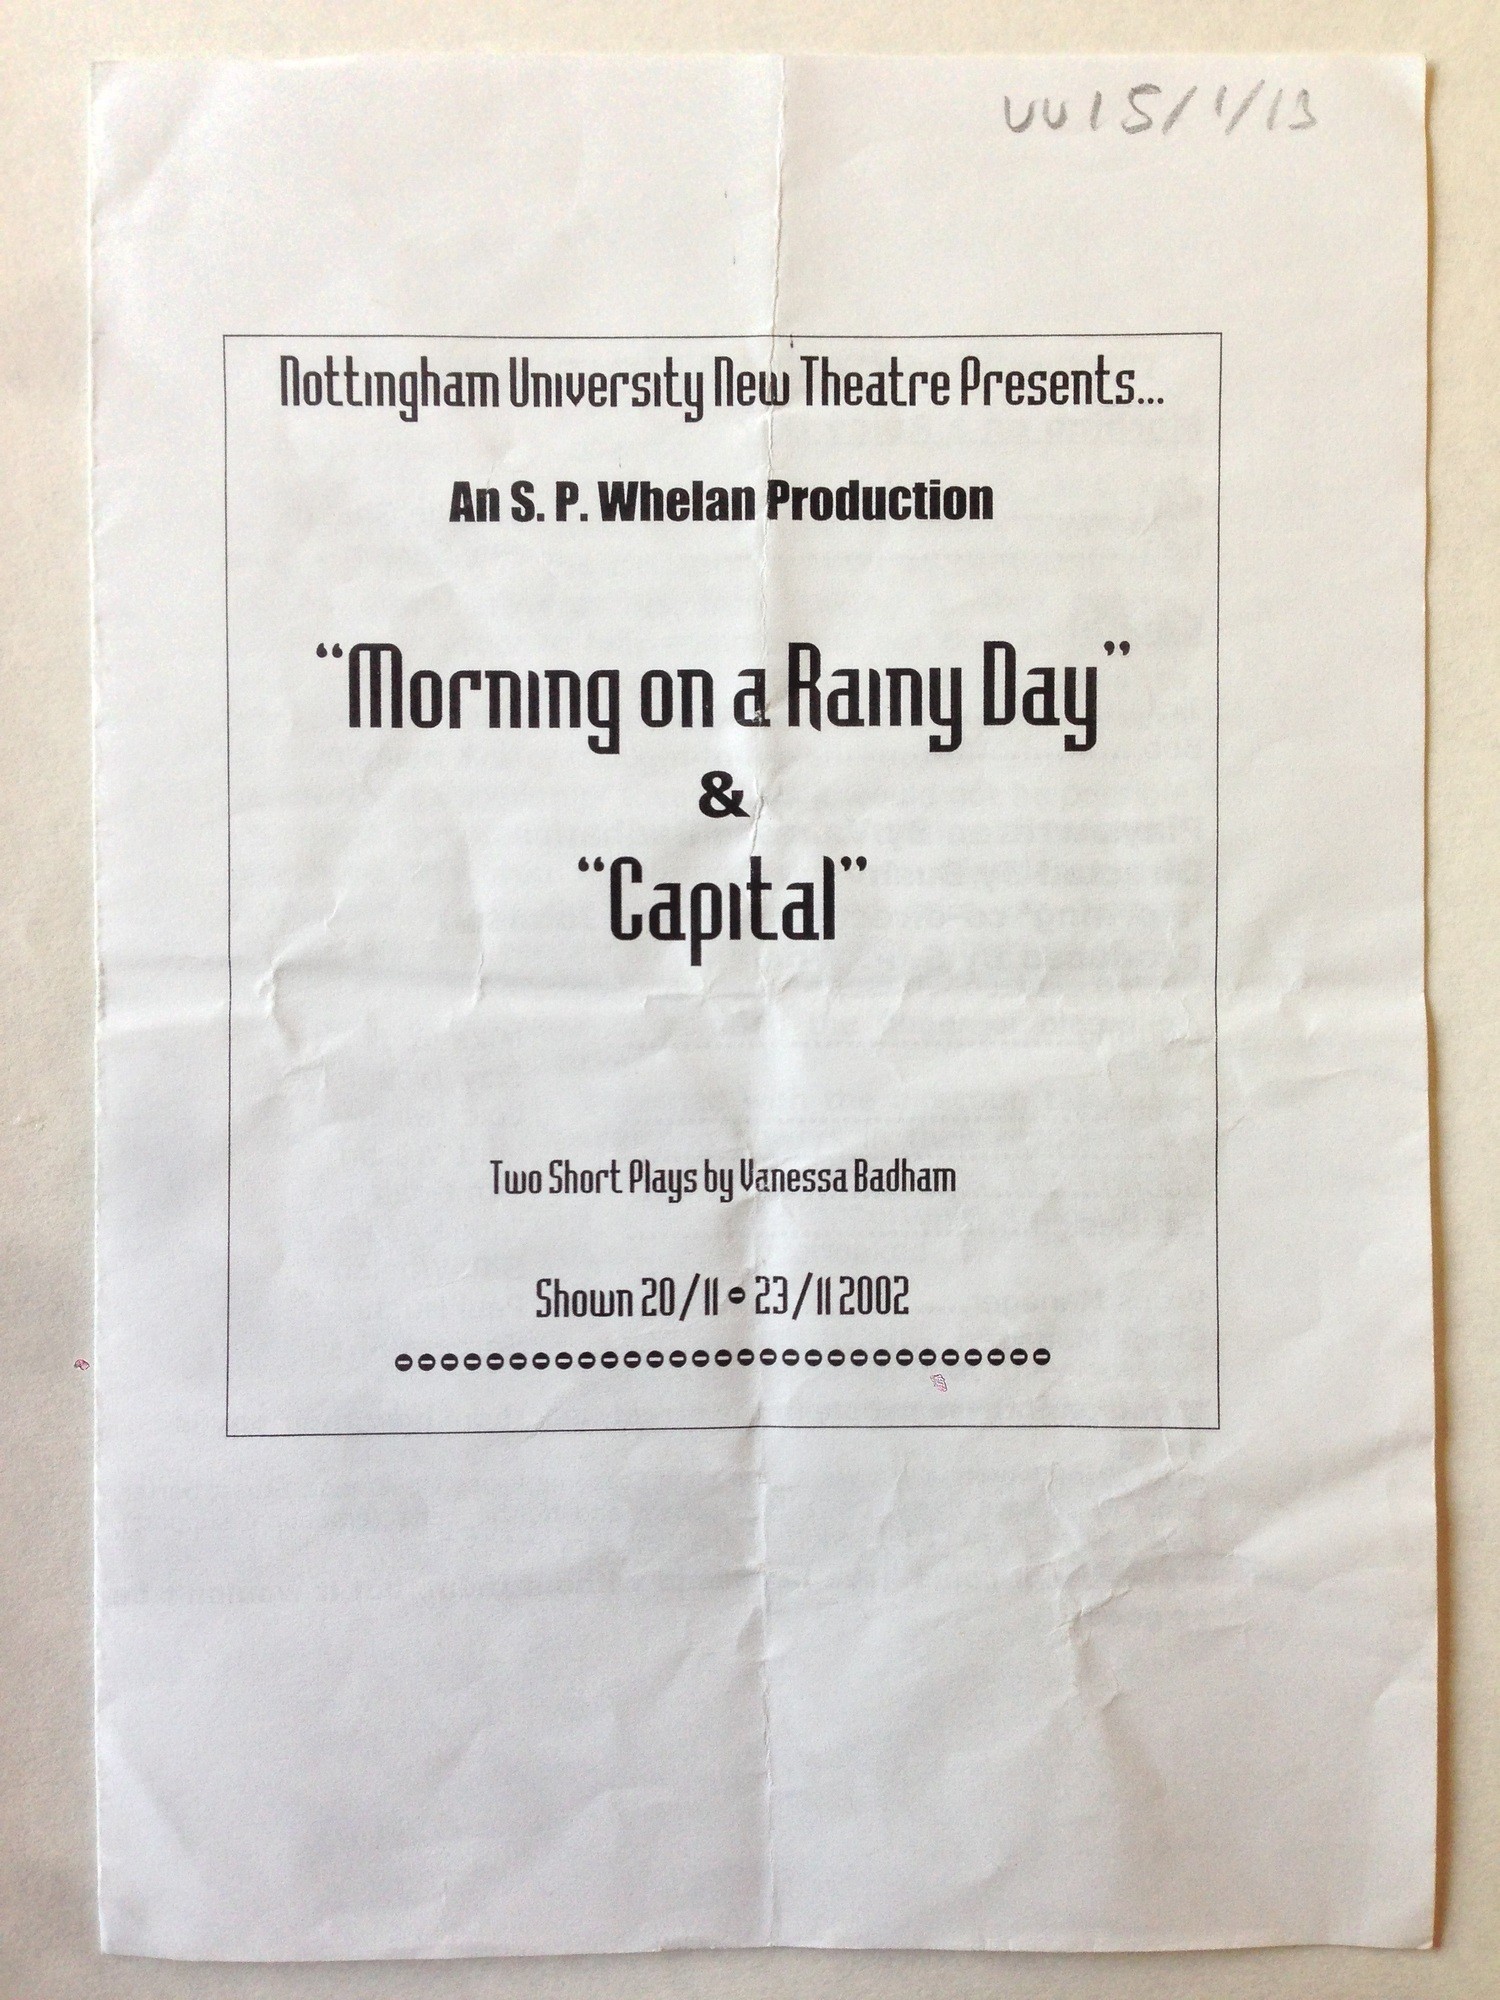 UU15/1/13
Nottingham University New Theatre Presents...
An S. P. Whelan Production
“Morning on a Rainy Day”
&
“Capital”
Two Short Plays by Vanessa Badham
Shown 20/11 - 23/11 2002